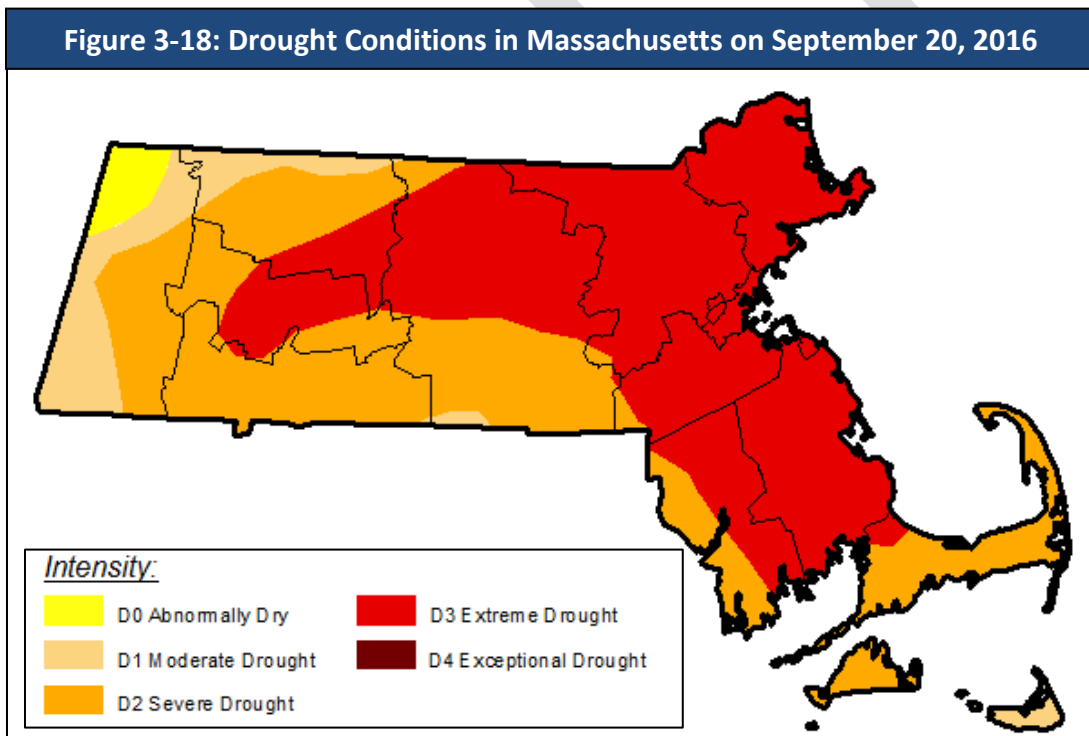 Figure 3-18: Drought Conditions in Massachusetts on September 20, 2016
Intensity:
D0 Abnormally Dry
D1 Moderate Drought
D2 Severe Drought
D3 Extreme Drought
D4 Exceptional Drought